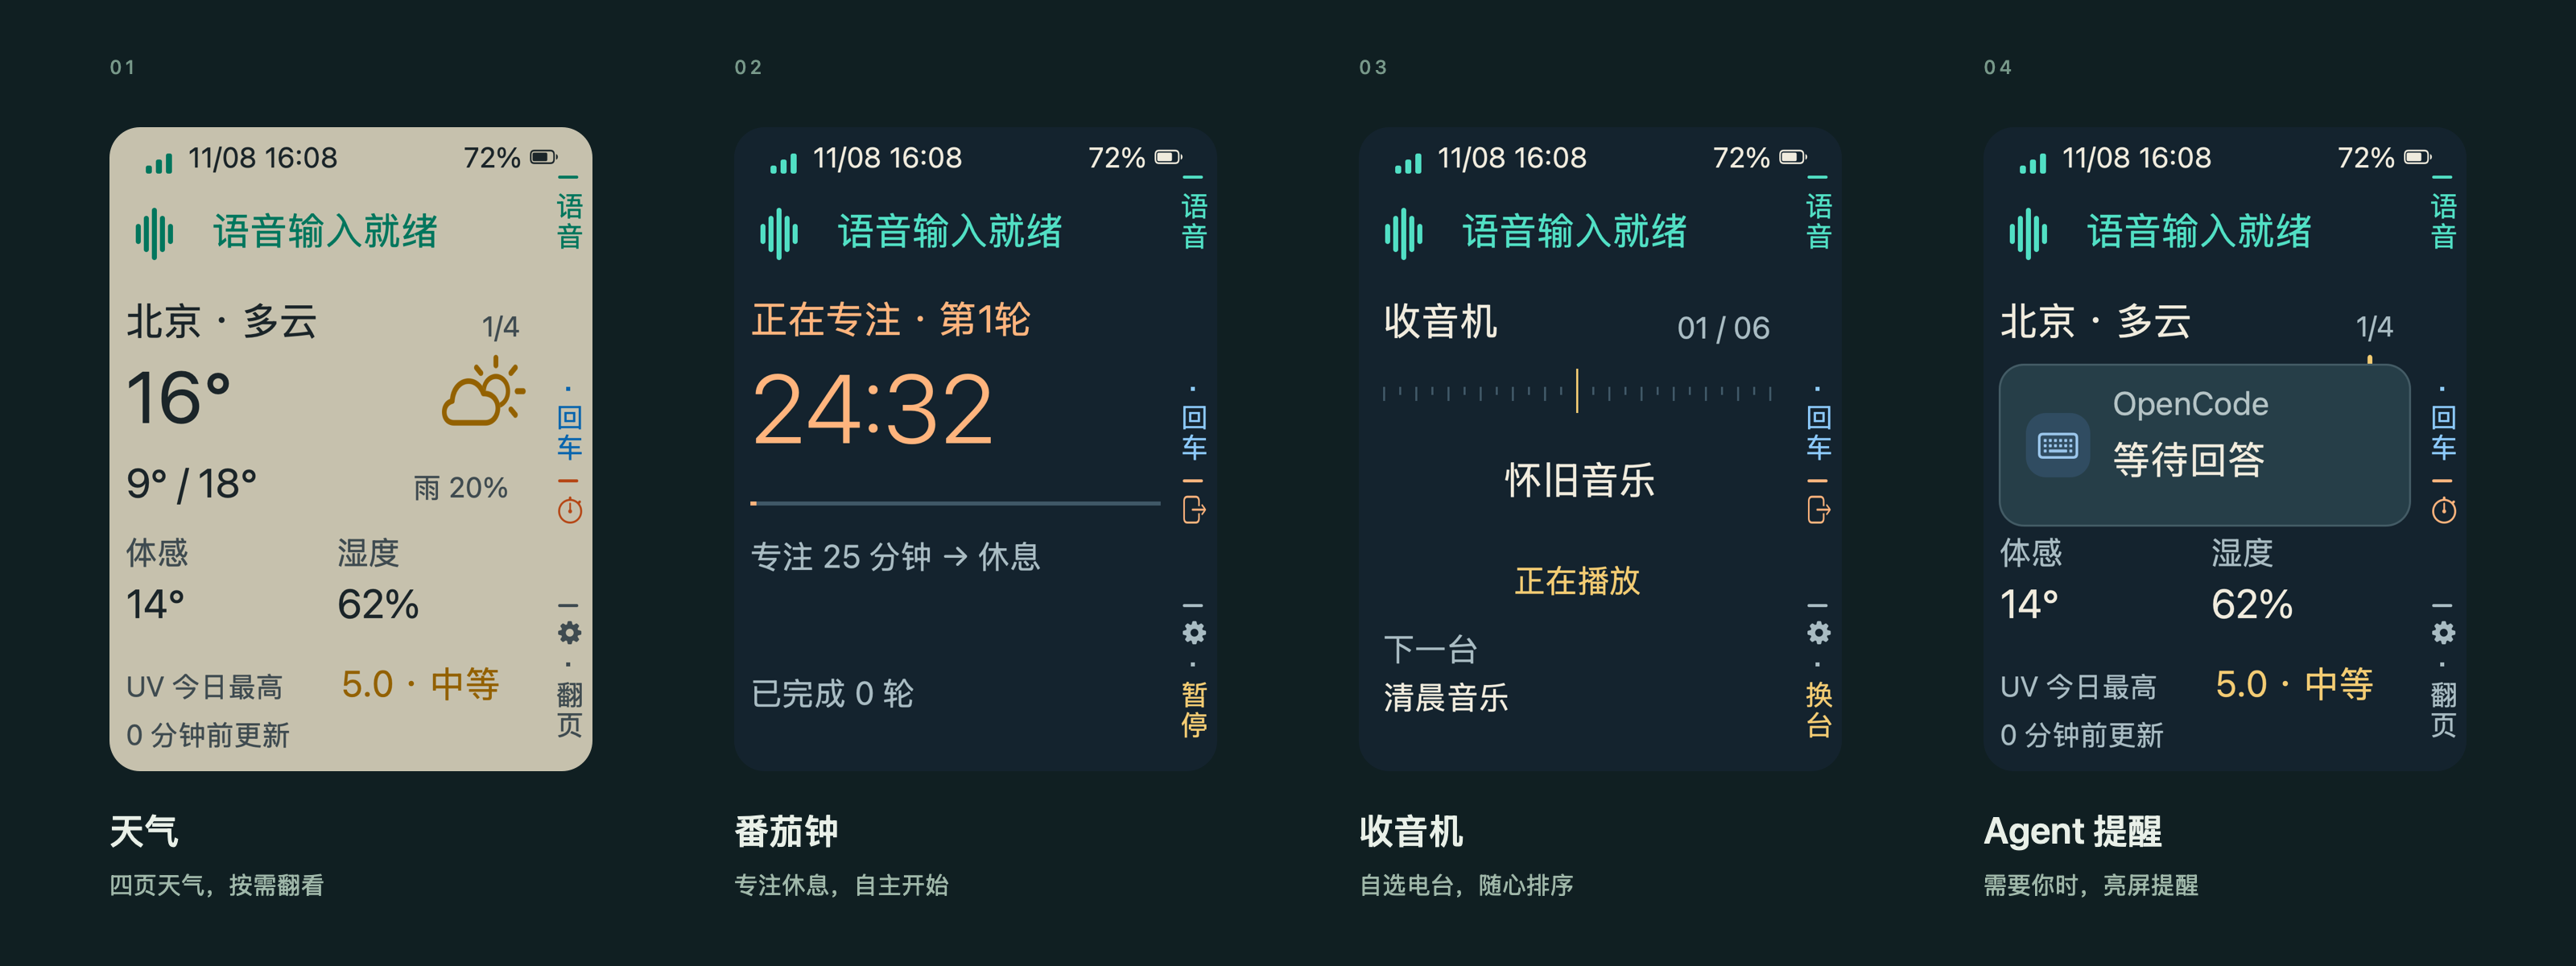 01
11/08 16:08
72%
语音
语音输入就绪
北京 · 多云
1/4
16°
· 回车
9° / 18°
雨 20%
体感
湿度
14°
62%
UV 今日最高
5.0 · 中等
· 翻页
0 分钟前更新
天气
四页天气，按需翻看
02
11/08 16:08
72%
语音
语音输入就绪
正在专注 · 第1轮
24:32
· 回车
专注 25 分钟 → 休息
已完成 0 轮
· 暂停
番茄钟
专注休息，自主开始
03
11/08 16:08
72%
语音
语音输入就绪
收音机
01 / 06
· 回车
怀旧音乐
正在播放
下一台
清晨音乐
· 换台
收音机
自选电台，随心排序
04
11/08 16:08
72%
语音
语音输入就绪
北京 · 多云
1/4
OpenCode
等待回答
· 回车
体感
湿度
14°
62%
UV 今日最高
5.0 · 中等
· 翻页
0 分钟前更新
Agent 提醒
需要你时，亮屏提醒